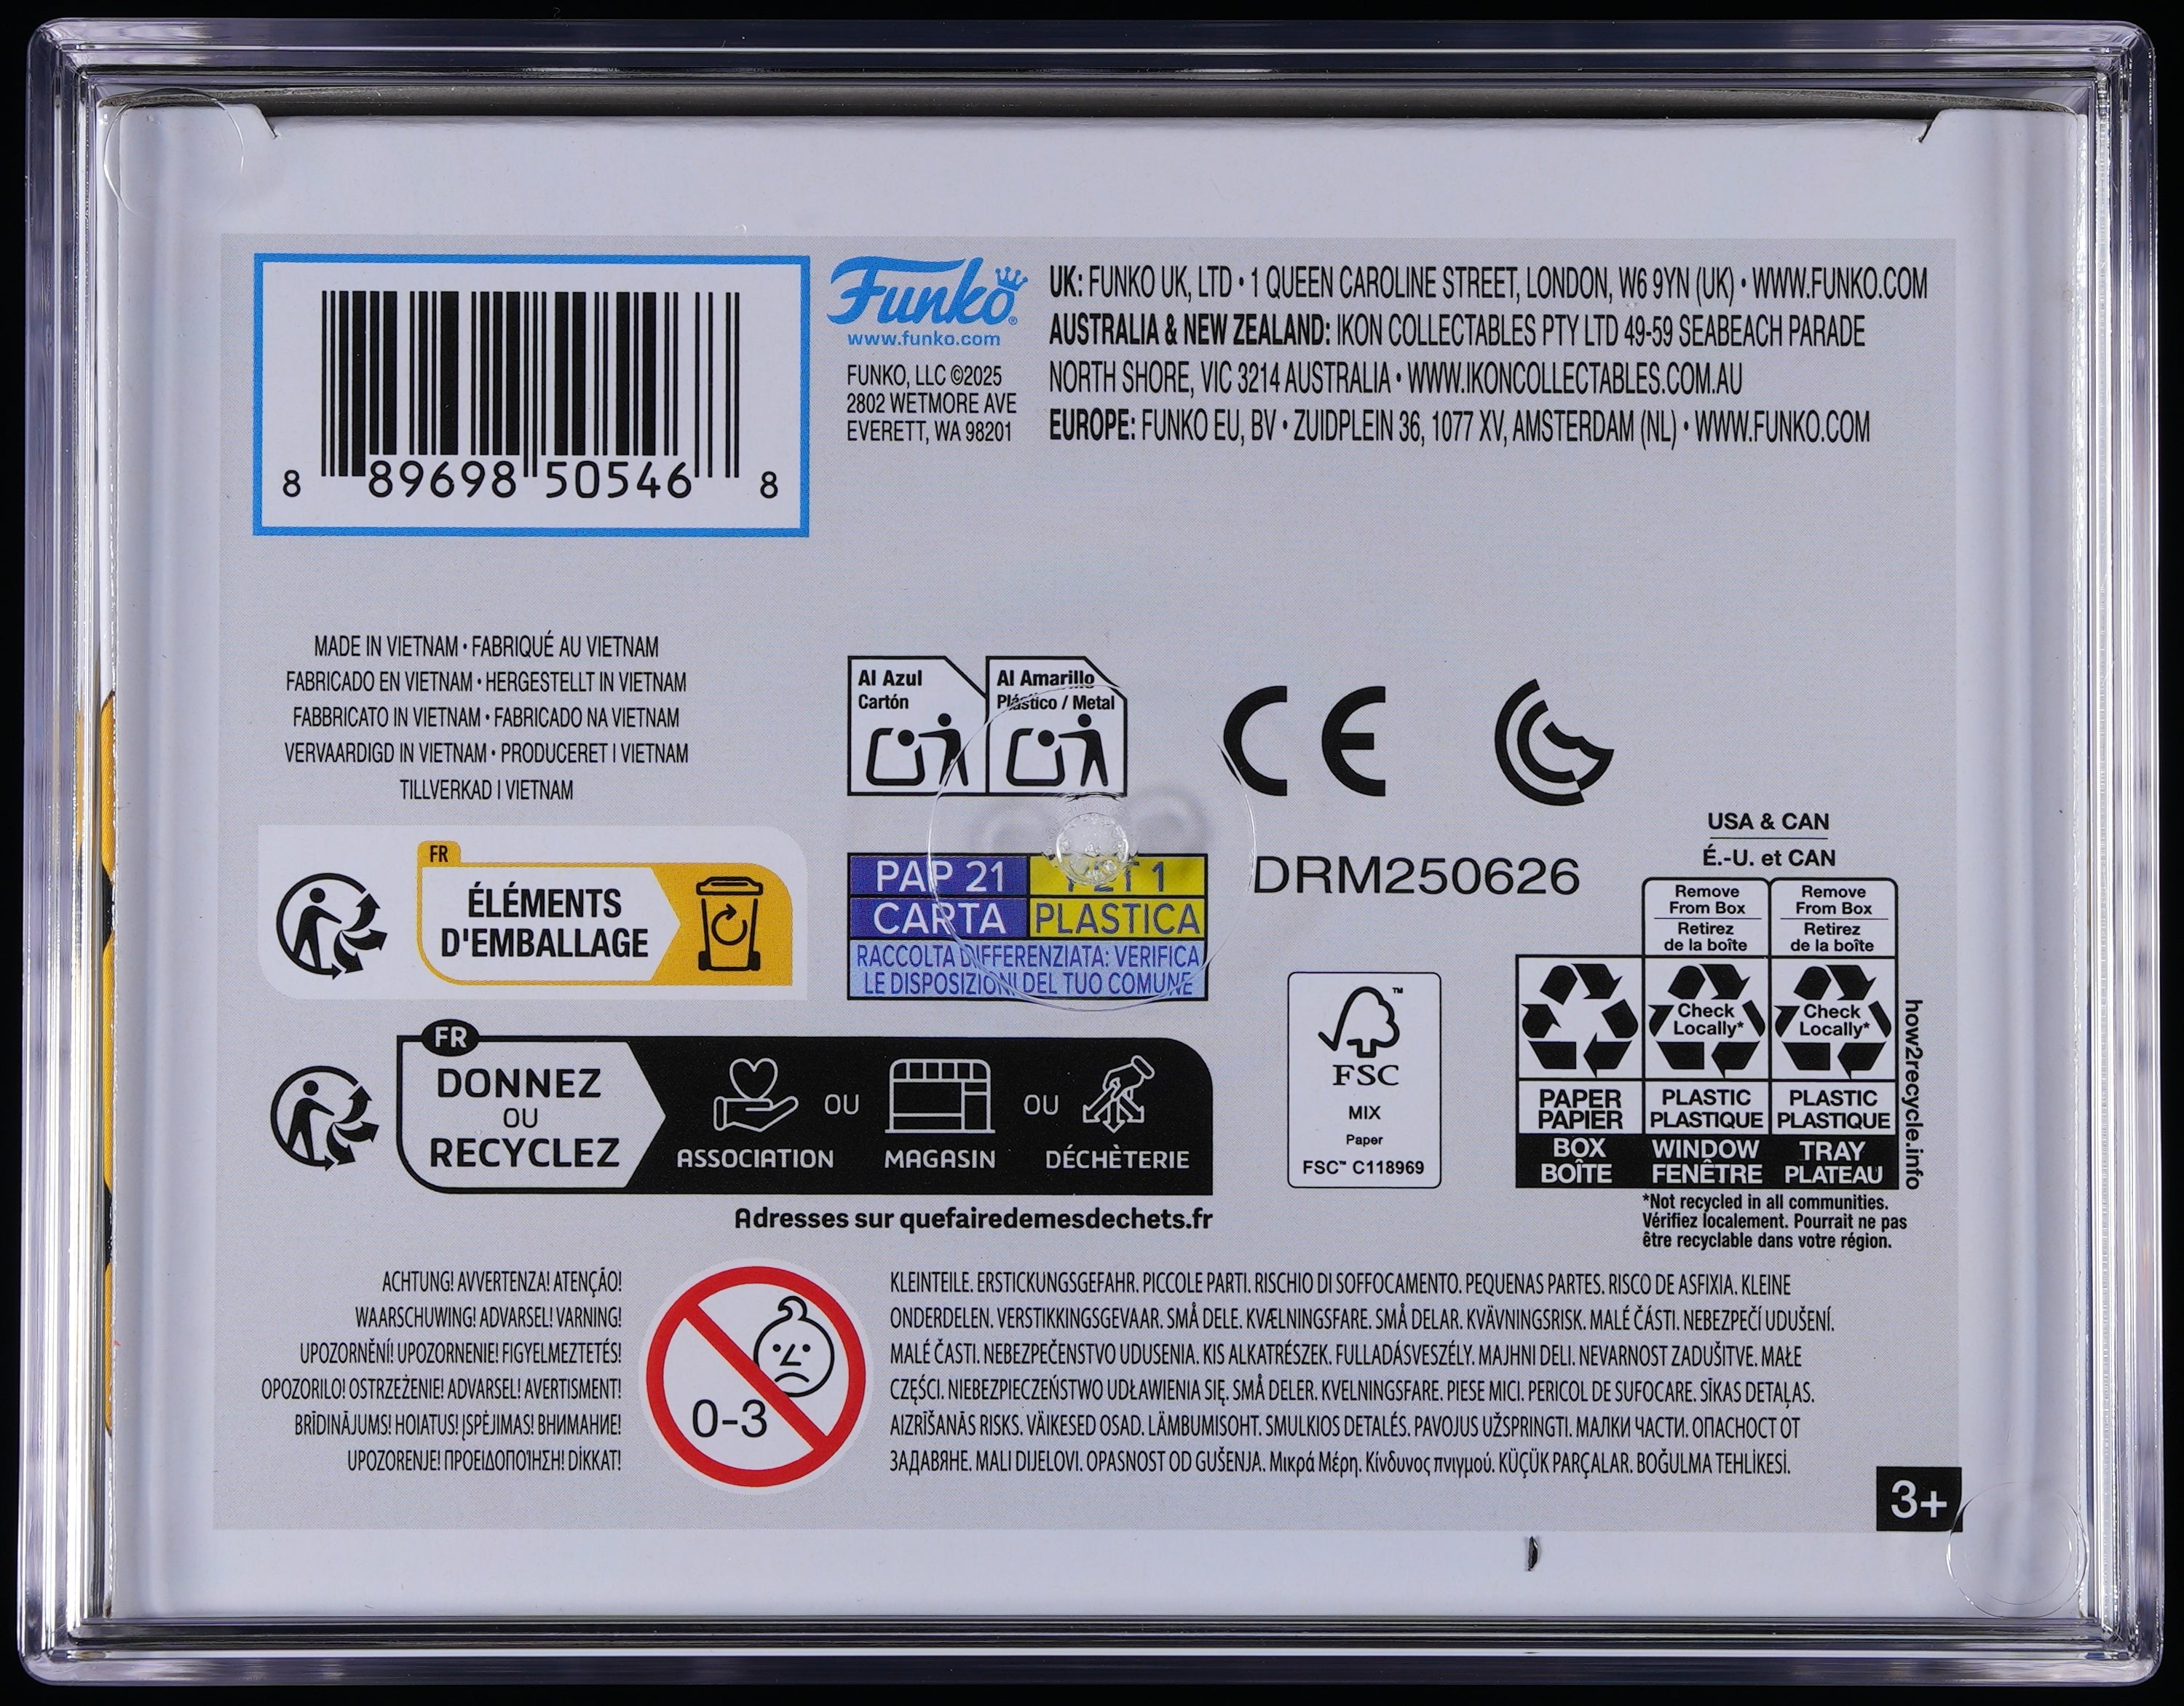 8 89698 50546 8
Funko®
www.funko.com
FUNKO, LLC ©2025
2802 WETMORE AVE
EVERETT, WA 98201
UK: FUNKO UK, LTD • 1 QUEEN CAROLINE STREET, LONDON, W6 9YN (UK) • WWW.FUNKO.COM
AUSTRALIA & NEW ZEALAND: IKON COLLECTABLES PTY LTD 49-59 SEABEACH PARADE
NORTH SHORE, VIC 3214 AUSTRALIA • WWW.IKONCOLLECTABLES.COM.AU
EUROPE: FUNKO EU, BV • ZUIDPLEIN 36, 1077 XV, AMSTERDAM (NL) • WWW.FUNKO.COM
MADE IN VIETNAM • FABRIQUÉ AU VIETNAM
FABRICADO EN VIETNAM • HERGESTELLT IN VIETNAM
FABBRICATO IN VIETNAM • FABRICADO NA VIETNAM
VERVAARDIGD IN VIETNAM • PRODUCERET I VIETNAM
TILLVERKAD I VIETNAM
Al Azul
Cartón
Al Amarillo
Plástico / Metal
CE
FR
ÉLÉMENTS
D'EMBALLAGE
PAP 21
PET 1
CARTA
PLASTICA
RACCOLTA DIFFERENZIATA: VERIFICA
LE DISPOSIZIONI DEL TUO COMUNE
DRM250626
USA & CAN
É.-U. et CAN
Remove
From Box
Retirez
de la boîte
Remove
From Box
Retirez
de la boîte
Check
Locally*
Check
Locally*
PAPER
PAPIER
PLASTIC
PLASTIQUE
PLASTIC
PLASTIQUE
BOX
BOÎTE
WINDOW
FENÊTRE
TRAY
PLATEAU
how2recycle.info
*Not recycled in all communities.
Vérifiez localement. Pourrait ne pas
être recyclable dans votre région.
FSC
™
MIX
Paper
FSC™ C118969
FR
DONNEZ
OU
RECYCLEZ
ASSOCIATION
OU
MAGASIN
OU
DÉCHÈTERIE
Adresses sur quefairedemesdechets.fr
ACHTUNG! AVVERTENZA! ATENÇÃO!
WAARSCHUWING! ADVARSEL! VARNING!
UPOZORNĚNÍ! UPOZORNENIE! FIGYELMEZTETÉS!
OPOZORILO! OSTRZEŻENIE! ADVARSEL! AVERTISMENT!
BRĪDINĀJUMS! HOIATUS! ĮSPĖJIMAS! ВНИМАНИЕ!
UPOZORENJE! ΠΡΟΕΙΔΟΠΟΊΗΣΗ! DİKKAT!
0-3
KLEINTEILE. ERSTICKUNGSGEFAHR. PICCOLE PARTI. RISCHIO DI SOFFOCAMENTO. PEQUENAS PARTES. RISCO DE ASFIXIA. KLEINE
ONDERDELEN. VERSTIKKINGSGEVAAR. SMÅ DELE. KVÆLNINGSFARE. SMÅ DELAR. KVÄVNINGSRISK. MALÉ ČÁSTI. NEBEZPEČÍ UDUŠENÍ.
MALÉ ČASTI. NEBEZPEČENSTVO UDUSENIA. KIS ALKATRÉSZEK. FULLADÁSVESZÉLY. MAJHNI DELI. NEVARNOST ZADUŠITVE. MAŁE
CZĘŚCI. NIEBEZPIECZEŃSTWO UDŁAWIENIA SIĘ. SMÅ DELER. KVELNINGSFARE. PIESE MICI. PERICOL DE SUFOCARE. SĪKAS DETAĻAS.
AIZRĪŠANĀS RISKS. VÄIKESED OSAD. LÄMBUMISOHT. SMULKIOS DETALĖS. PAVOJUS UŽSPRINGTI. МАЛКИ ЧАСТИ. ОПАСНОСТ ОТ
ЗАДАВЯНЕ. MALI DIJELOVI. OPASNOST OD GUŠENJA. Μικρά Μέρη. Κίνδυνος πνιγμού. KÜÇÜK PARÇALAR. BOĞULMA TEHLİKESİ.
3+